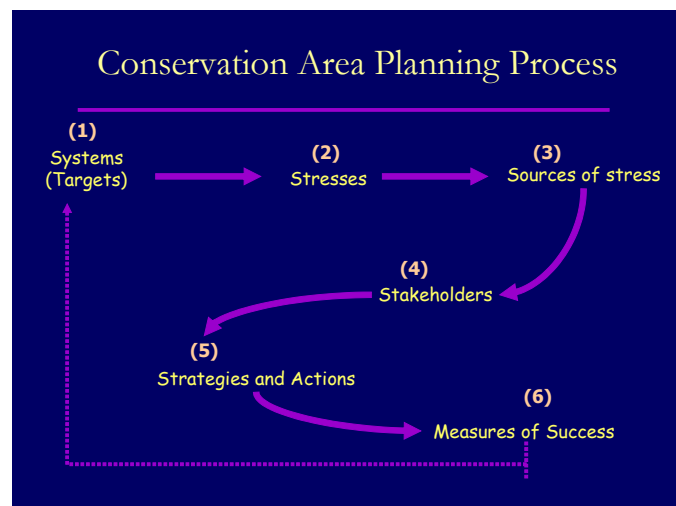 Conservation Area Planning Process
(1)
Systems
(Targets)
(2)
Stresses
(3)
Sources of stress
(4)
Stakeholders
(5)
Strategies and Actions
(6)
Measures of Success